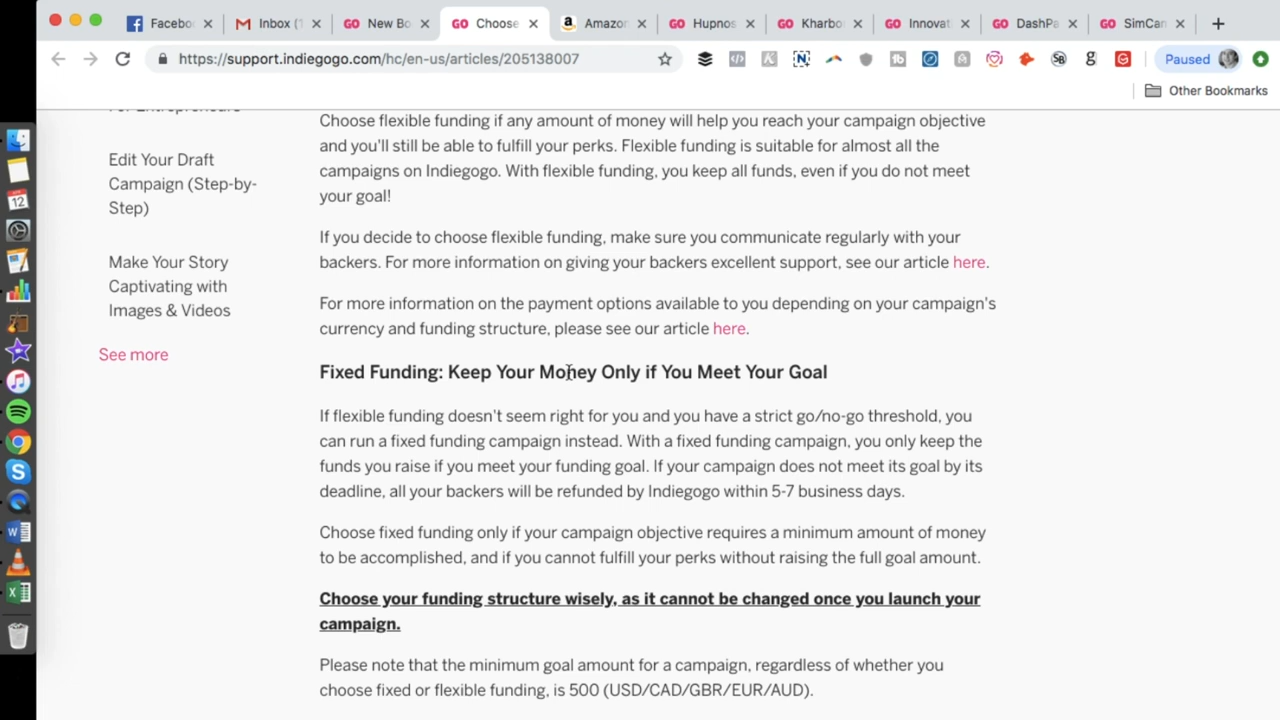 Facebo
Inbox (1
GO New Bo
GO Choose
Amazon
GO Hupnos
GO Kharbo
GO Innovat
GO DashPa
GO SimCan
https://support.indiegogo.com/hc/en-us/articles/205138007
Paused
Other Bookmarks
Edit Your Draft
Campaign (Step-by-
Step)
Make Your Story
Captivating with
Images & Videos
See more
Choose flexible funding if any amount of money will help you reach your campaign objective
and you'll still be able to fulfill your perks. Flexible funding is suitable for almost all the
campaigns on Indiegogo. With flexible funding, you keep all funds, even if you do not meet
your goal!
If you decide to choose flexible funding, make sure you communicate regularly with your
backers. For more information on giving your backers excellent support, see our article here.
For more information on the payment options available to you depending on your campaign's
currency and funding structure, please see our article here.
Fixed Funding: Keep Your Money Only if You Meet Your Goal
If flexible funding doesn't seem right for you and you have a strict go/no-go threshold, you
can run a fixed funding campaign instead. With a fixed funding campaign, you only keep the
funds you raise if you meet your funding goal. If your campaign does not meet its goal by its
deadline, all your backers will be refunded by Indiegogo within 5-7 business days.
Choose fixed funding only if your campaign objective requires a minimum amount of money
to be accomplished, and if you cannot fulfill your perks without raising the full goal amount.
Choose your funding structure wisely, as it cannot be changed once you launch your
campaign.
Please note that the minimum goal amount for a campaign, regardless of whether you
choose fixed or flexible funding, is 500 (USD/CAD/GBR/EUR/AUD).